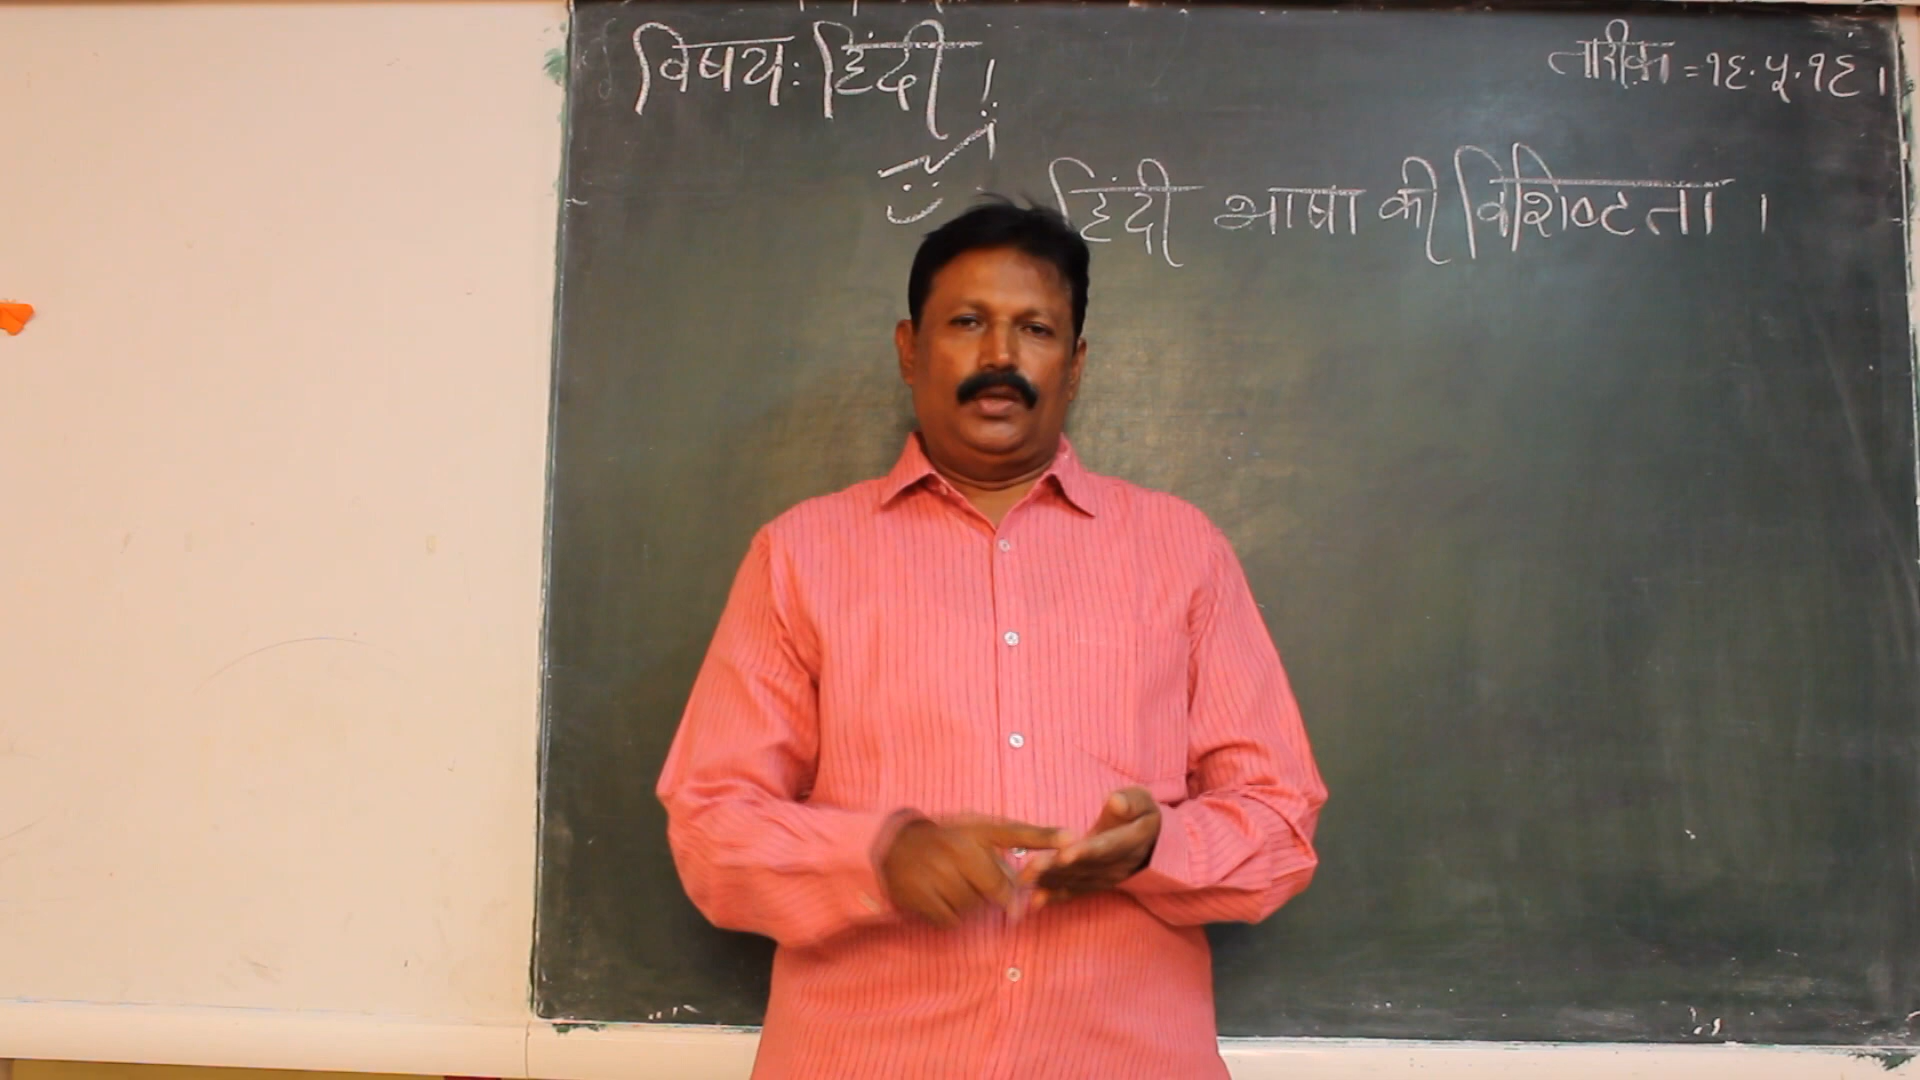 विषय: हिंदी ।
तारीख = १६.५.१६ ।
हिंदी भाषा की विशिष्टता ।